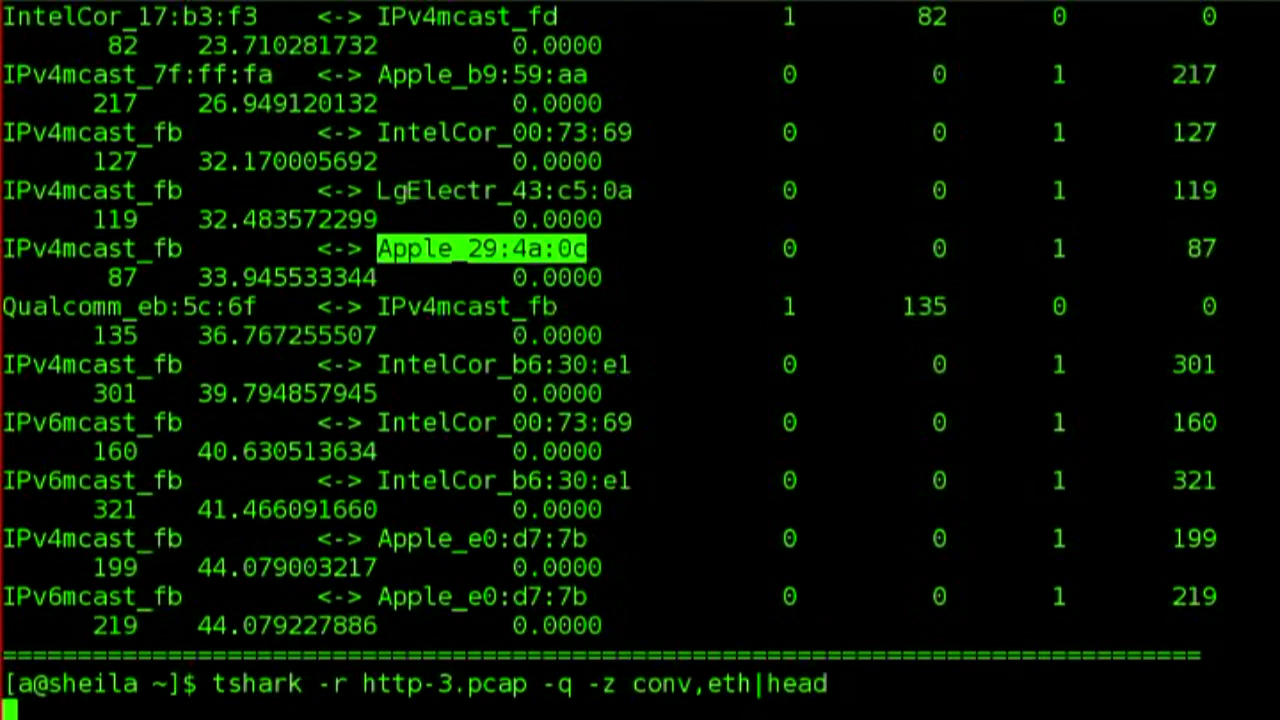 IntelCor_17:b3:f3 <-> IPv4mcast_fd 1 82 0 0
82 23.710281732 0.0000
IPv4mcast_7f:ff:fa <-> Apple_b9:59:aa 0 0 1 217
217 26.949120132 0.0000
IPv4mcast_fb <-> IntelCor_00:73:69 0 0 1 127
127 32.170005692 0.0000
IPv4mcast_fb <-> LgElectr_43:c5:0a 0 0 1 119
119 32.483572299 0.0000
IPv4mcast_fb <-> Apple_29:4a:0c 0 0 1 87
87 33.945533344 0.0000
Qualcomm_eb:5c:6f <-> IPv4mcast_fb 1 135 0 0
135 36.767255507 0.0000
IPv4mcast_fb <-> IntelCor_b6:30:e1 0 0 1 301
301 39.794857945 0.0000
IPv6mcast_fb <-> IntelCor_00:73:69 0 0 1 160
160 40.630513634 0.0000
IPv6mcast_fb <-> IntelCor_b6:30:e1 0 0 1 321
321 41.466091660 0.0000
IPv4mcast_fb <-> Apple_e0:d7:7b 0 0 1 199
199 44.079003217 0.0000
IPv6mcast_fb <-> Apple_e0:d7:7b 0 0 1 219
219 44.079227886 0.0000
================================================================================
[a@sheila ~]$ tshark -r http-3.pcap -q -z conv,eth|head